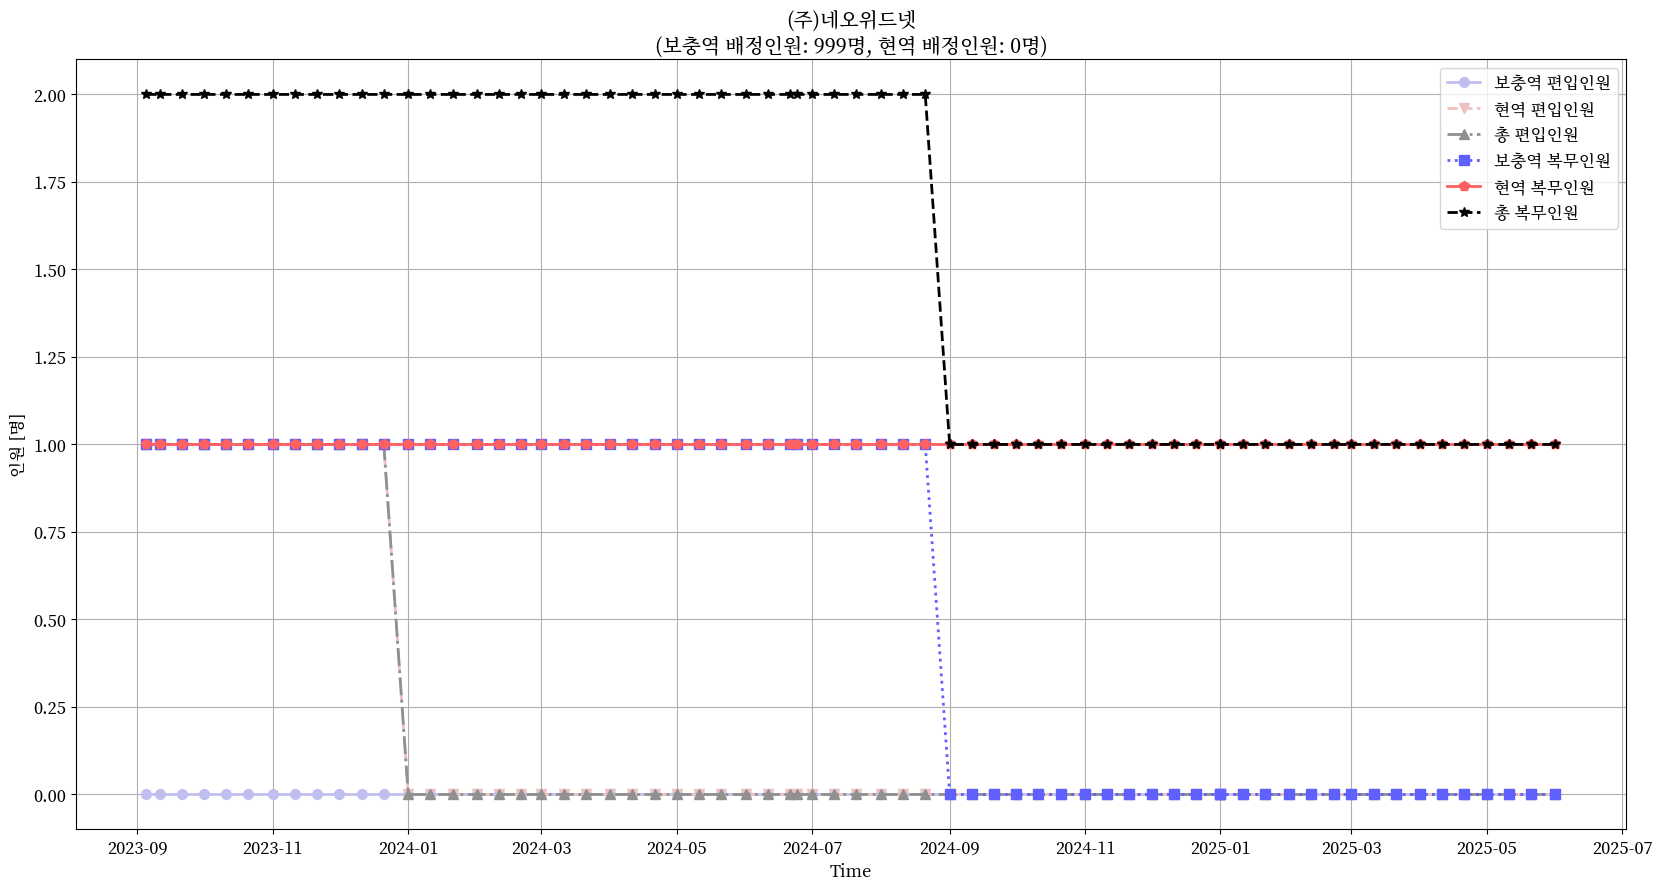 (주)네오위드넷
(보충역 배정인원: 999명, 현역 배정인원: 0명)
보충역 편입인원
현역 편입인원
총 편입인원
보충역 복무인원
현역 복무인원
총 복무인원
인원 [명]
2.00
1.75
1.50
1.25
1.00
0.75
0.50
0.25
0.00
2023-09 2023-11 2024-01 2024-03 2024-05 2024-07 2024-09 2024-11 2025-01 2025-03 2025-05 2025-07
Time